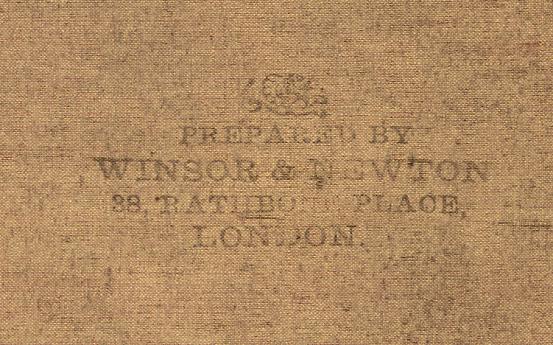 PREPARED BY
WINSOR & NEWTON
38, RATHBONE PLACE,
LONDON.